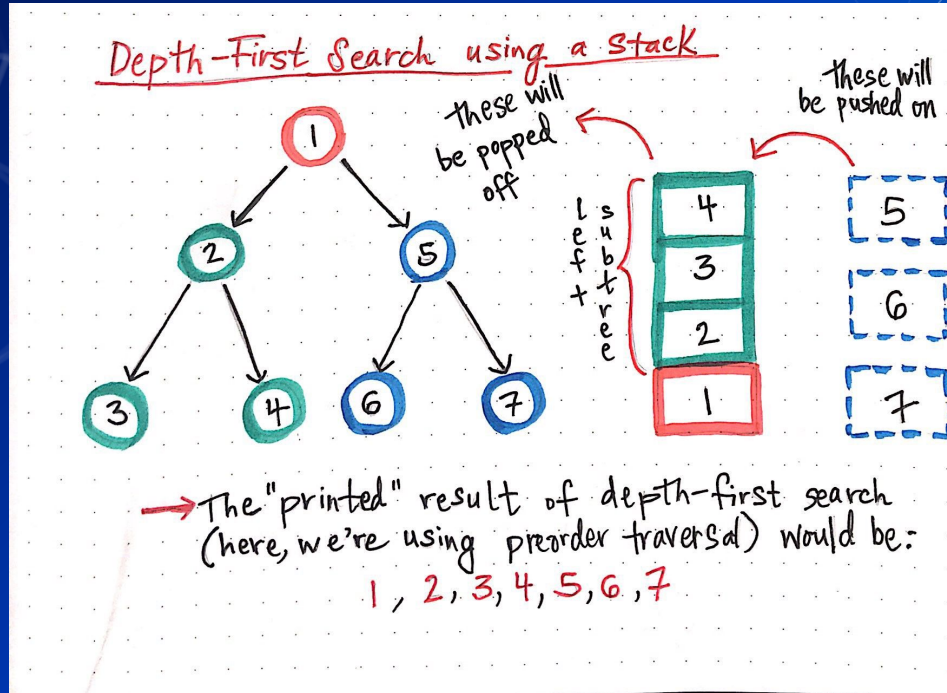 Depth-First Search using a Stack
these will
be popped
off
these will
be pushed on
1
2
5
3
4
6
7
left
subtree
4
3
2
1
5
6
7
The "printed" result of depth-first search
(here, we're using preorder traversal) would be:
1, 2, 3, 4, 5, 6, 7